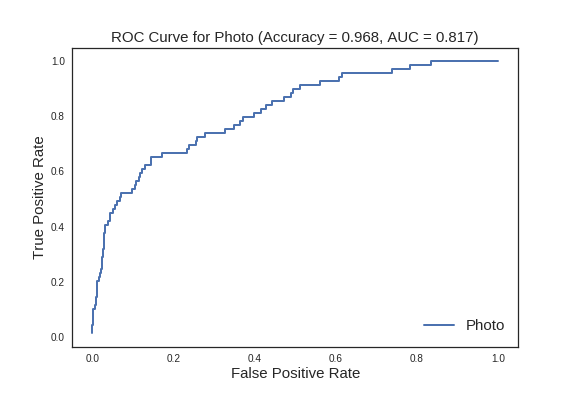 ROC Curve for Photo (Accuracy = 0.968, AUC = 0.817)
1.0
0.8
0.6
0.4
0.2
0.0
True Positive Rate
Photo
0.0 0.2 0.4 0.6 0.8 1.0
False Positive Rate